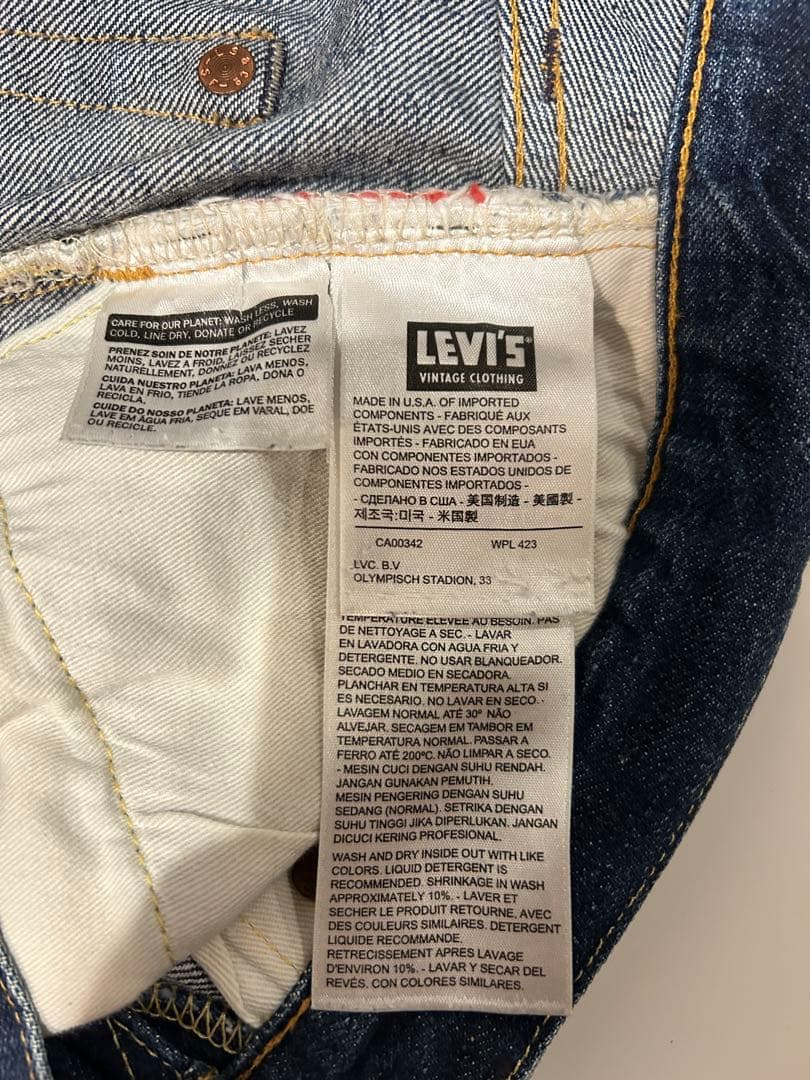 CARE FOR OUR PLANET: WASH LESS, WASH
COLD, LINE DRY, DONATE OR RECYCLE
PRENEZ SOIN DE NOTRE PLANETE: LAVEZ
MOINS, LAVEZ A FROID, LAISSEZ SECHER
NATURELLEMENT, DONNEZ OU RECYCLEZ
CUIDA NUESTRO PLANETA: LAVA MENOS,
LAVA EN FRIO, TIENDE LA ROPA, DONA O
RECICLA.
CUIDE DO NOSSO PLANETA: LAVE MENOS,
LAVE EM ÁGUA FRIA, SEQUE EM VARAL, DOE
OU RECICLE.
LEVI'S®
VINTAGE CLOTHING
MADE IN U.S.A. OF IMPORTED
COMPONENTS - FABRIQUÉ AUX
ÉTATS-UNIS AVEC DES COMPOSANTS
IMPORTÉS - FABRICADO EN EUA
CON COMPONENTES IMPORTADOS -
FABRICADO NOS ESTADOS UNIDOS DE
COMPONENTES IMPORTADOS -
- СДЕЛАНО В США - 美国制造 - 美國製 -
제조국:미국 - 米国製
CA00342 WPL 423
LVC. B.V
OLYMPISCH STADION, 33
TEMPERATURE ELEVEE AU BESOIN. PAS
DE NETTOYAGE A SEC. - LAVAR
EN LAVADORA CON AGUA FRIA Y
DETERGENTE. NO USAR BLANQUEADOR.
SECADO MEDIO EN SECADORA.
PLANCHAR EN TEMPERATURA ALTA SI
ES NECESARIO. NO LAVAR EN SECO. -
LAVAGEM NORMAL ATÉ 30º NÃO
ALVEJAR. SECAGEM EM TAMBOR EM
TEMPERATURA NORMAL. PASSAR A
FERRO ATÉ 200ºC. NÃO LIMPAR A SECO.
- MESIN CUCI DENGAN SUHU RENDAH.
JANGAN GUNAKAN PEMUTIH.
MESIN PENGERING DENGAN SUHU
SEDANG (NORMAL). SETRIKA DENGAN
SUHU TINGGI JIKA DIPERLUKAN. JANGAN
DICUCI KERING PROFESIONAL.
WASH AND DRY INSIDE OUT WITH LIKE
COLORS. LIQUID DETERGENT IS
RECOMMENDED. SHRINKAGE IN WASH
APPROXIMATELY 10%. - LAVER ET
SECHER LE PRODUIT RETOURNE, AVEC
DES COULEURS SIMILAIRES. DETERGENT
LIQUIDE RECOMMANDE.
RETRECISSEMENT APRES LAVAGE
D'ENVIRON 10%. - LAVAR Y SECAR DEL
REVÉS, CON COLORES SIMILARES.